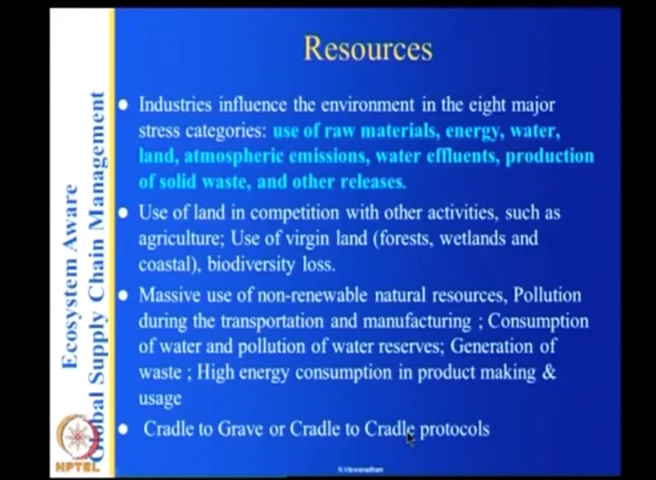 Resources
Industries influence the environment in the eight major
stress categories: use of raw materials, energy, water,
land, atmospheric emissions, water effluents, production
of solid waste, and other releases.
Use of land in competition with other activities, such as
agriculture; Use of virgin land (forests, wetlands and
coastal), biodiversity loss.
Massive use of non-renewable natural resources, Pollution
during the transportation and manufacturing ; Consumption
of water and pollution of water reserves; Generation of
waste ; High energy consumption in product making &
usage
Cradle to Grave or Cradle to Cradle protocols
Ecosystem Aware
Global Supply Chain Management
NPTEL
N.Viswanadham